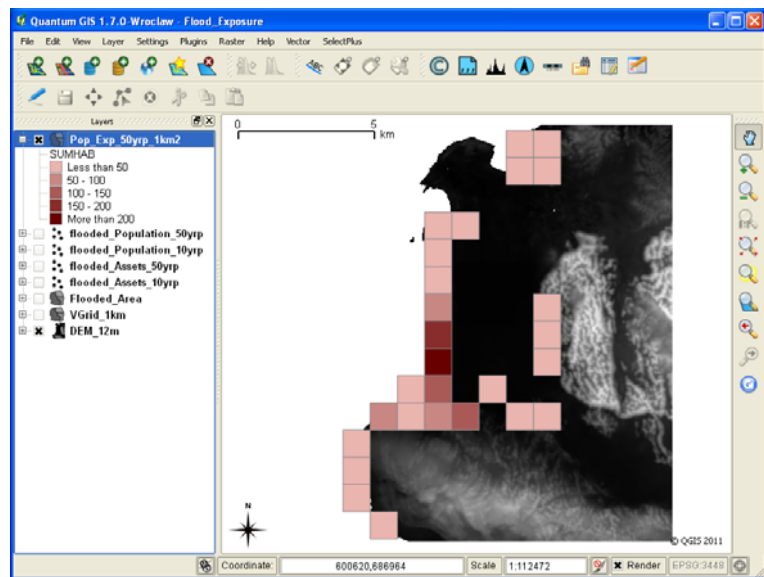 Quantum GIS 1.7.0-Wroclaw - Flood_Exposure
File Edit View Layer Settings Plugins Raster Help Vector SelectPlus
Layers
Pop_Exp_50yrp_1km2
SUMHAB
Less than 50
50 - 100
100 - 150
150 - 200
More than 200
flooded_Population_50yrp
flooded_Population_10yrp
flooded_Assets_50yrp
flooded_Assets_10yrp
Flooded_Area
VGrid_1km
DEM_12m
0 5
km
N
© QGIS 2011
Coordinate: 600620,686964 Scale 1:112472 Render EPSG:3448